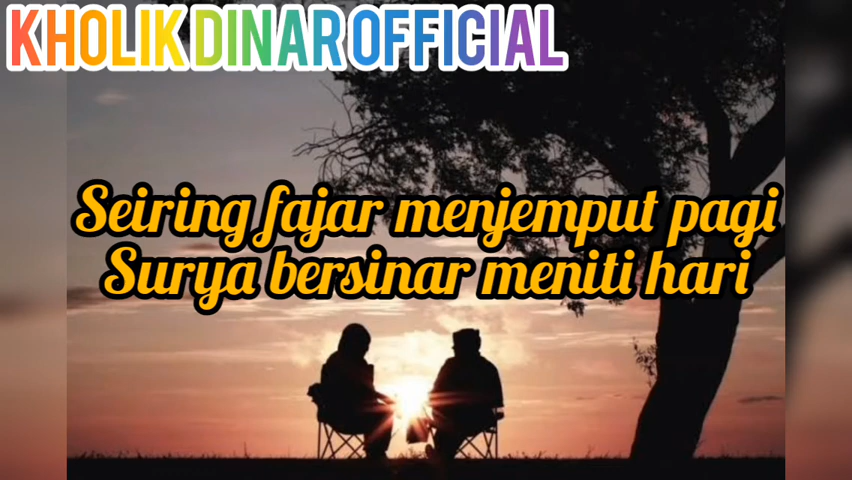 KHOLIK DINAR OFFICIAL
Seiring fajar menjemput pagi
Surya bersinar meniti hari